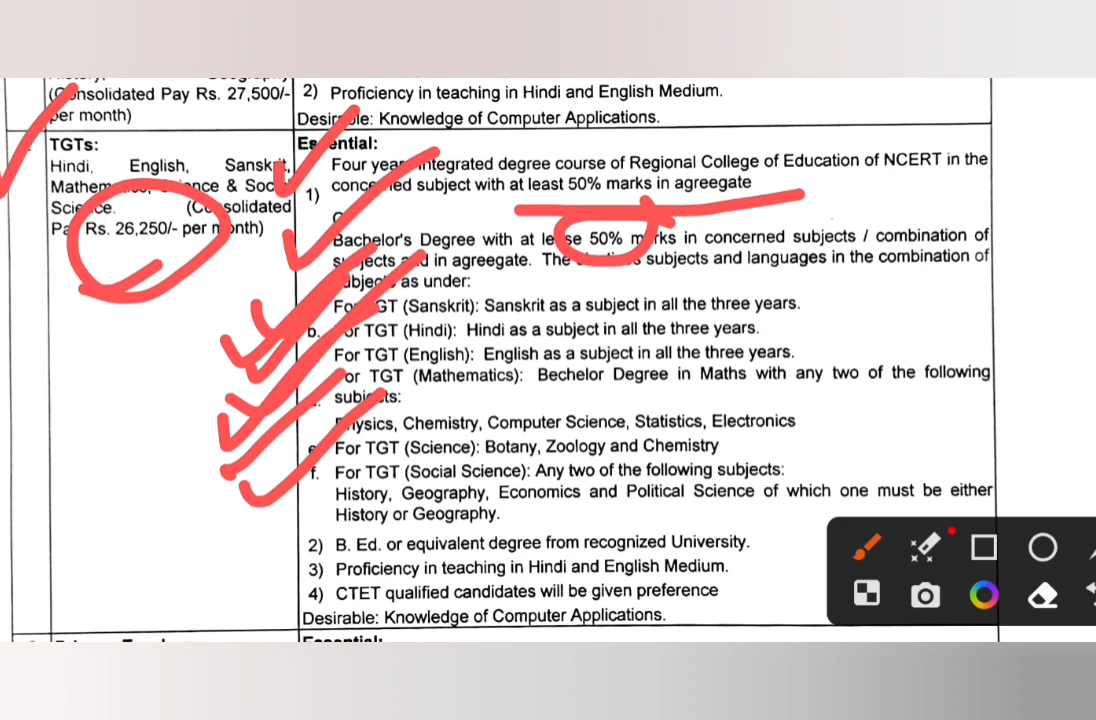 (Consolidated Pay Rs. 27,500/-
per month)
2) Proficiency in teaching in Hindi and English Medium.
Desirable: Knowledge of Computer Applications.
TGTs:
Hindi, English, Sanskrit,
Mathematics, Science & Social
Science. (Consolidated
Pay Rs. 26,250/- per month)
Essential:
1) Four years integrated degree course of Regional College of Education of NCERT in the
concerned subject with at least 50% marks in agreegate
Bachelor's Degree with at lease 50% marks in concerned subjects / combination of
subjects and in agreegate. The subjects and languages in the combination of
subjects as under:
For TGT (Sanskrit): Sanskrit as a subject in all the three years.
b. For TGT (Hindi): Hindi as a subject in all the three years.
For TGT (English): English as a subject in all the three years.
For TGT (Mathematics): Bechelor Degree in Maths with any two of the following
subjects:
Physics, Chemistry, Computer Science, Statistics, Electronics
e. For TGT (Science): Botany, Zoology and Chemistry
f. For TGT (Social Science): Any two of the following subjects:
History, Geography, Economics and Political Science of which one must be either
History or Geography.
2) B. Ed. or equivalent degree from recognized University.
3) Proficiency in teaching in Hindi and English Medium.
4) CTET qualified candidates will be given preference
Desirable: Knowledge of Computer Applications.
Essential: